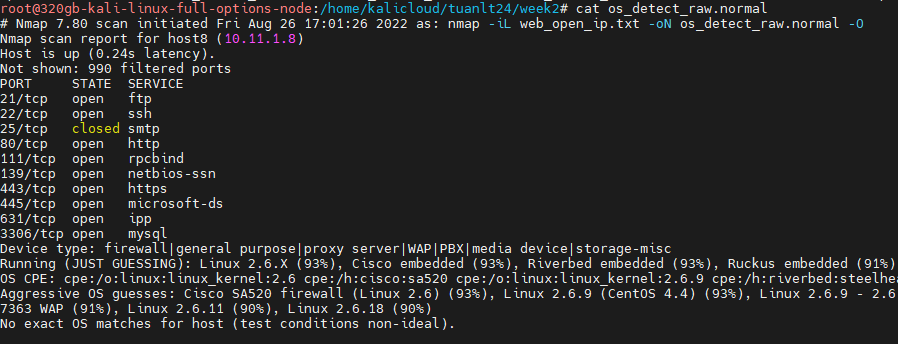 root@320gb-kali-linux-full-options-node:/home/kalicloud/tuanlt24/week2# cat os_detect_raw.normal
# Nmap 7.80 scan initiated Fri Aug 26 17:01:26 2022 as: nmap -iL web_open_ip.txt -oN os_detect_raw.normal -O
Nmap scan report for host8 (10.11.1.8)
Host is up (0.24s latency).
Not shown: 990 filtered ports
PORT     STATE  SERVICE
21/tcp   open   ftp
22/tcp   open   ssh
25/tcp   closed smtp
80/tcp   open   http
111/tcp  open   rpcbind
139/tcp  open   netbios-ssn
443/tcp  open   https
445/tcp  open   microsoft-ds
631/tcp  open   ipp
3306/tcp open   mysql
Device type: firewall|general purpose|proxy server|WAP|PBX|media device|storage-misc
Running (JUST GUESSING): Linux 2.6.X (93%), Cisco embedded (93%), Riverbed embedded (93%), Ruckus embedded (91%)
OS CPE: cpe:/o:linux:linux_kernel:2.6 cpe:/h:cisco:sa520 cpe:/o:linux:linux_kernel:2.6.9 cpe:/h:riverbed:steelhea
Aggressive OS guesses: Cisco SA520 firewall (Linux 2.6) (93%), Linux 2.6.9 (CentOS 4.4) (93%), Linux 2.6.9 - 2.6
7363 WAP (91%), Linux 2.6.11 (90%), Linux 2.6.18 (90%)
No exact OS matches for host (test conditions non-ideal).